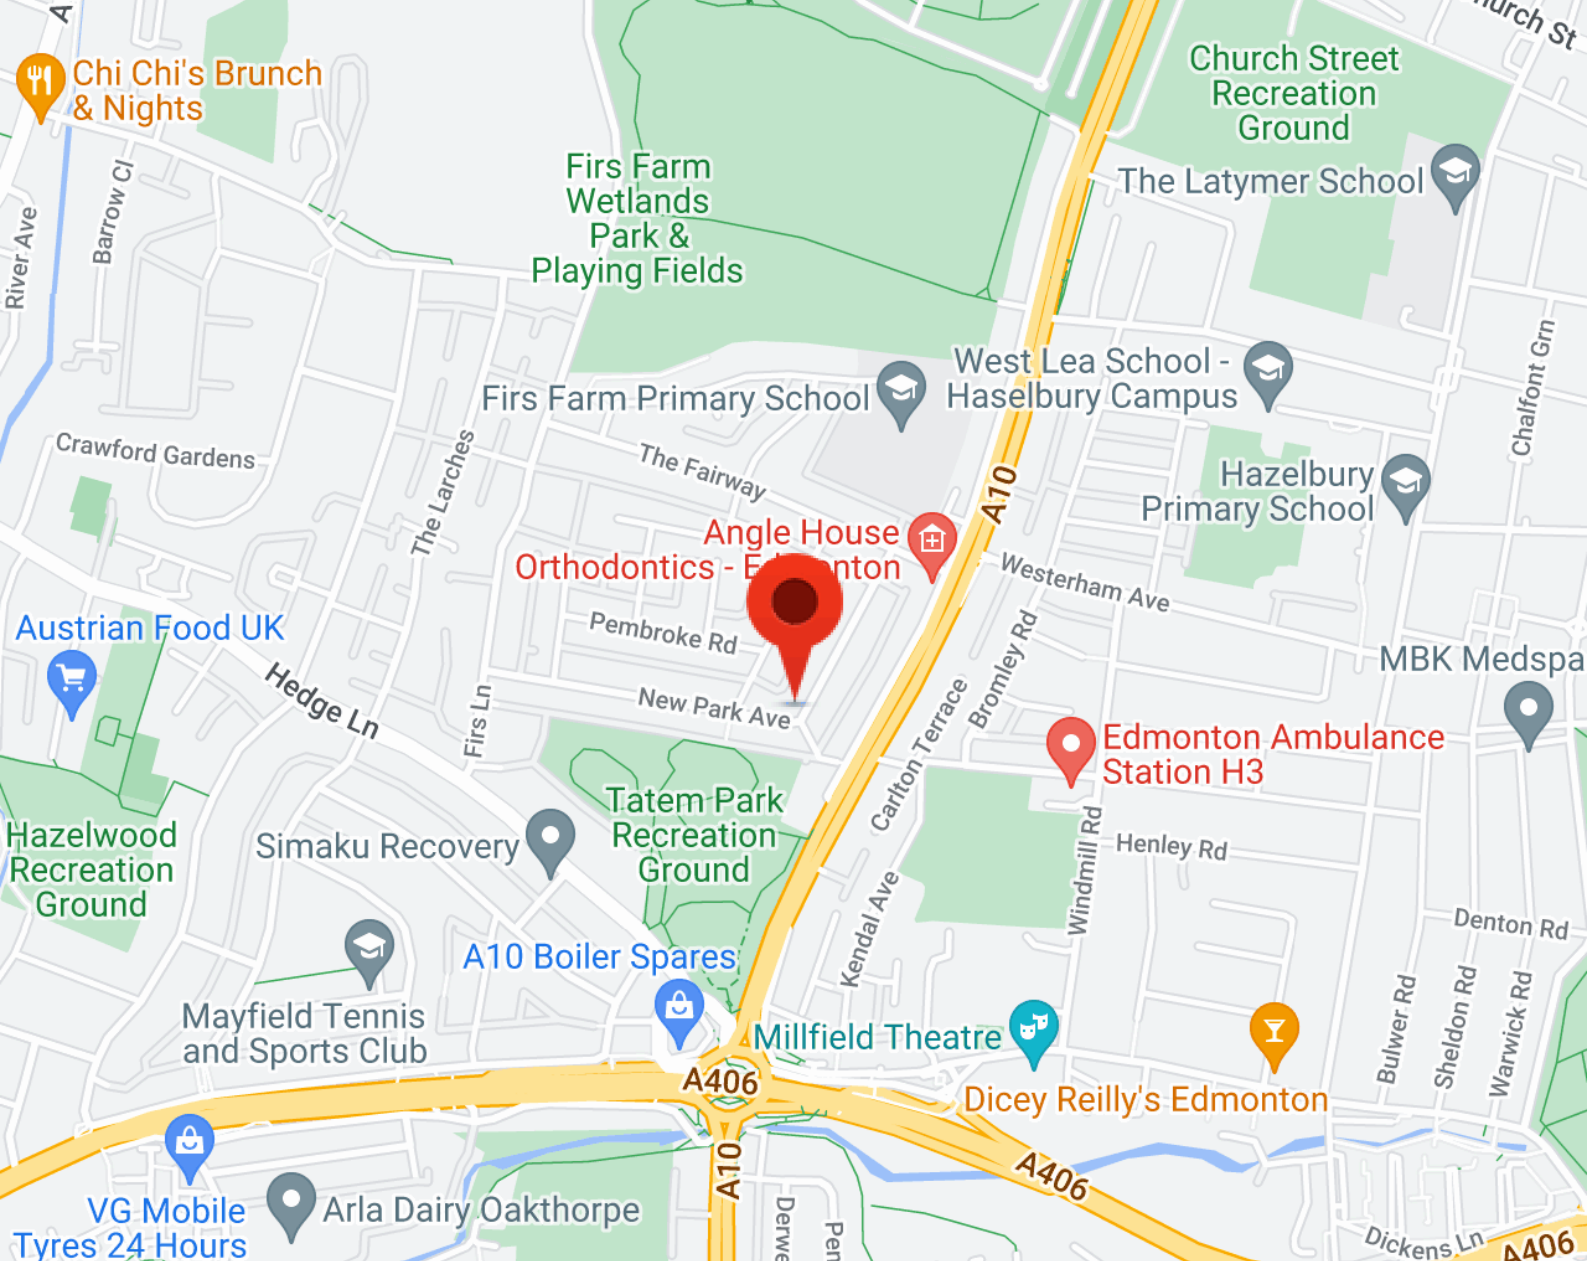 A
urch St
Chi Chi's Brunch
& Nights
Church Street
Recreation
Ground
Firs Farm
Wetlands
Park &
Playing Fields
The Latymer School
Barrow Cl
River Ave
West Lea School -
Haselbury Campus
Firs Farm Primary School
Chalfont Grn
Crawford Gardens
The Larches
The Fairway
A10
Hazelbury
Primary School
Angle House
Orthodontics - Ed nton
Westerham Ave
Austrian Food UK
Pembroke Rd
Bromley Rd
MBK Medspa
Hedge Ln
Firs Ln
New Park Ave
Carlton Terrace
Edmonton Ambulance
Station H3
Tatem Park
Recreation
Ground
Hazelwood
Recreation
Ground
Simaku Recovery
Windmill Rd
Henley Rd
Kendal Ave
Denton Rd
A10 Boiler Spares
Mayfield Tennis
and Sports Club
Millfield Theatre
Bulwer Rd
Sheldon Rd
Warwick Rd
A406
Dicey Reilly's Edmonton
A10
A406
VG Mobile
Tyres 24 Hours
Arla Dairy Oakthorpe
Derwe
Pen
Dickens Ln
A406